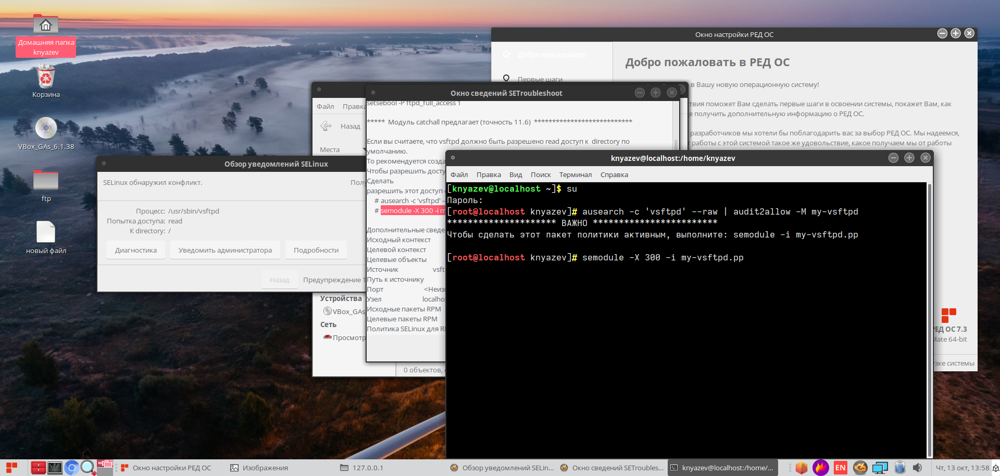 Домашняя папка
knyazev
Корзина
VBox_GAs_6.1.38
ftp
новый файл
Окно настройки РЕД ОС
Добро пожаловать
Первые шаги
Добро пожаловать в РЕД ОС
в Вашу новую операционную систему!
поможет Вам сделать первые шаги в освоении системы, покажет Вам, как
получить дополнительную информацию о РЕД ОС.
разработчиков мы хотели бы поблагодарить вас за выбор РЕД ОС. Мы надеемся,
работы с этой системой такое же удовольствие, какое получаем мы от работы
РЕД ОС 7.3
Mate 64-bit
системы
Файл Правка
Назад
Места
Устройства
VBox_GAs
Сеть
Просмотр
0 объектов,
Окно сведений SETroubleshoot
setsebool -P ftpd_full_access 1
***** Модуль catchall предлагает (точность 11.6) **************************
Если вы считаете, что vsftpd должно быть разрешено read доступ к directory по
умолчанию.
То рекомендуется созда
Чтобы разрешить досту
Сделать
разрешить этот доступ
# ausearch -c 'vsftpd' -
# semodule -X 300 -i m
Дополнительные сведе
Исходный контекст
Целевой контекст
Целевые объекты
Источник vsft
Путь к источнику
Порт <Неиз
Узел localho
Исходные пакеты RPM
Целевые пакеты RPM
Политика SELinux для R
Обзор уведомлений SELinux
SELinux обнаружил конфликт. Полу
Процесс: /usr/sbin/vsftpd
Попытка доступа: read
К directory: /
Диагностика Уведомить администратора Подробности
Назад Предупреждение 1
knyazev@localhost:/home/knyazev
Файл Правка Вид Поиск Терминал Справка
[knyazev@localhost ~]$ su
Пароль:
[root@localhost knyazev]# ausearch -c 'vsftpd' --raw | audit2allow -M my-vsftpd
********************* ВАЖНО ************************
Чтобы сделать этот пакет политики активным, выполните: semodule -i my-vsftpd.pp
[root@localhost knyazev]# semodule -X 300 -i my-vsftpd.pp
Окно настройки РЕД ОС Изображения 127.0.0.1 Обзор уведомлений SELin... Окно сведений SETroubles... knyazev@localhost:/home/... EN Чт, 13 окт, 13:58